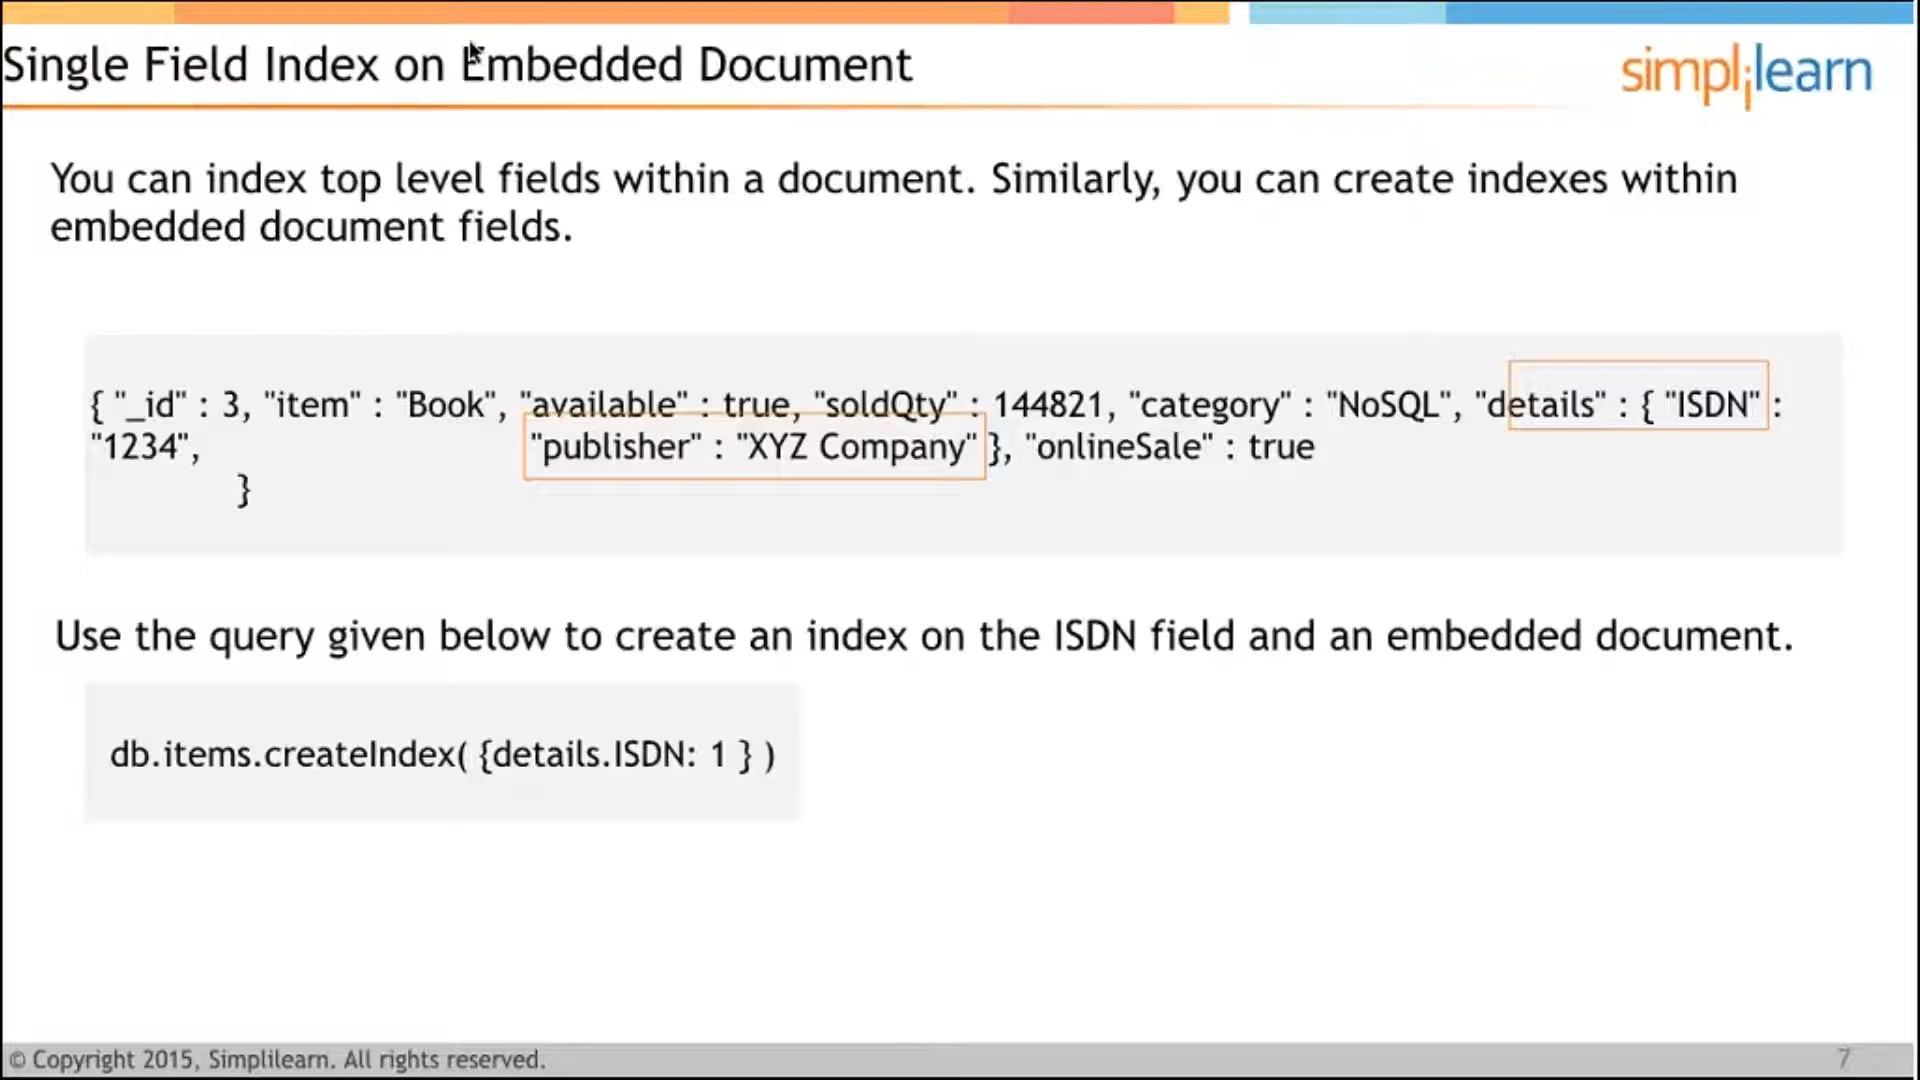 Single Field Index on Embedded Document
simplilearn
You can index top level fields within a document. Similarly, you can create indexes within
embedded document fields.
{ "_id" : 3, "item" : "Book", "available" : true, "soldQty" : 144821, "category" : "NoSQL", "details" : { "ISDN" :
"1234", "publisher" : "XYZ Company" }, "onlineSale" : true
}
Use the query given below to create an index on the ISDN field and an embedded document.
db.items.createIndex( {details.ISDN: 1 } )
© Copyright 2015, Simplilearn. All rights reserved.
7